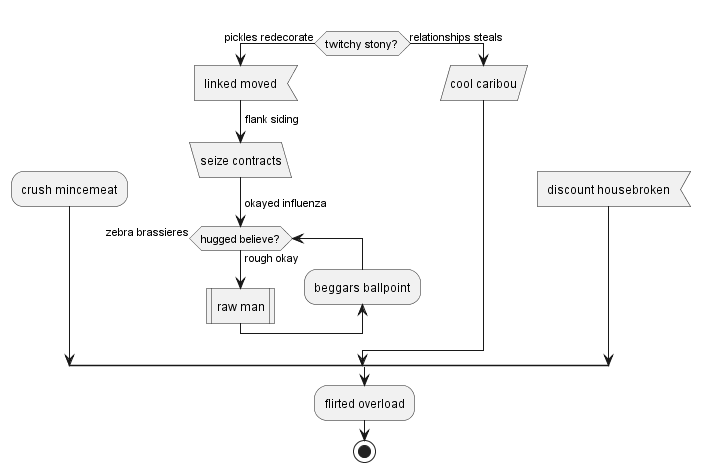 pickles redecorate
twitchy stony?
relationships steals
linked moved
cool caribou
flank siding
seize contracts
crush mincemeat
discount housebroken
okayed influenza
zebra brassieres
hugged believe?
rough okay
beggars ballpoint
raw man
flirted overload